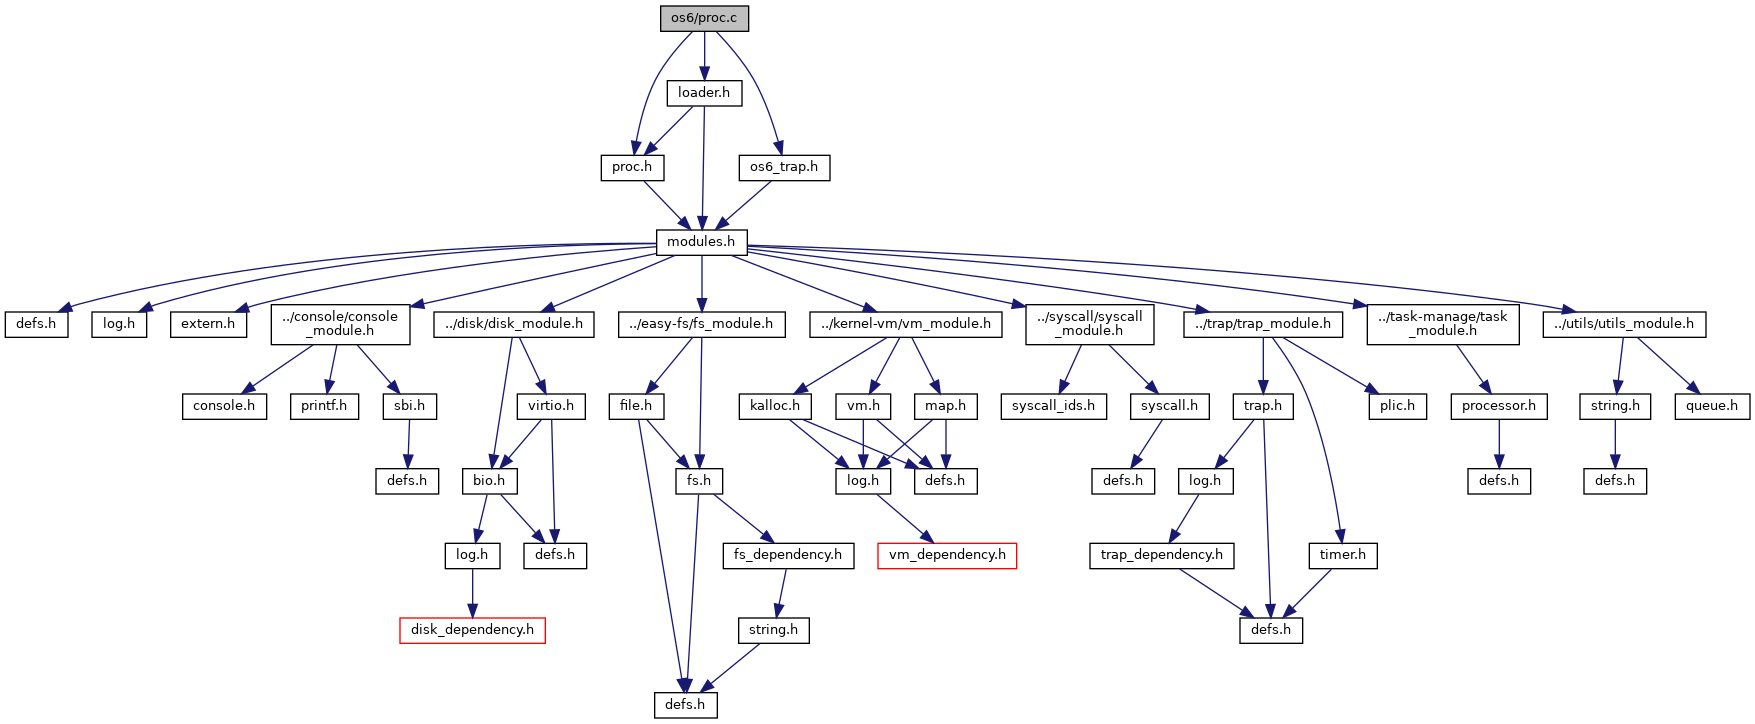 os6/proc.c
loader.h
proc.h
os6_trap.h
modules.h
defs.h
log.h
extern.h
../console/console
_module.h
../disk/disk_module.h
../easy-fs/fs_module.h
../kernel-vm/vm_module.h
../syscall/syscall
_module.h
../trap/trap_module.h
../task-manage/task
_module.h
../utils/utils_module.h
console.h
printf.h
sbi.h
virtio.h
file.h
kalloc.h
vm.h
map.h
syscall_ids.h
syscall.h
trap.h
plic.h
processor.h
string.h
queue.h
defs.h
bio.h
fs.h
log.h
defs.h
defs.h
log.h
defs.h
defs.h
log.h
defs.h
fs_dependency.h
vm_dependency.h
trap_dependency.h
timer.h
disk_dependency.h
string.h
defs.h
defs.h